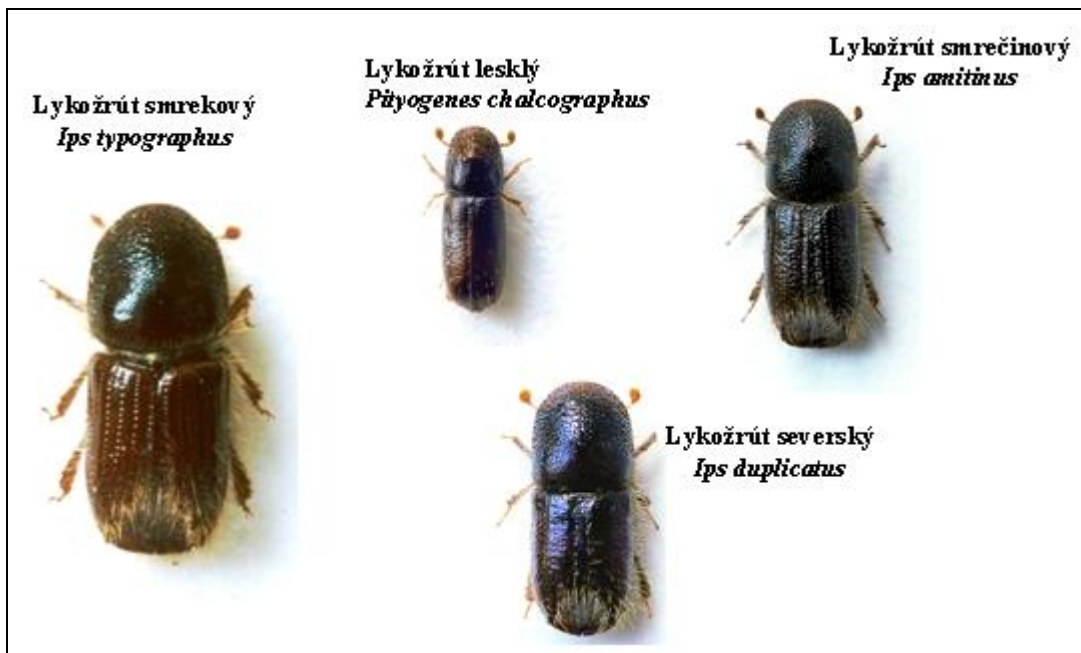 Lykožrút smrekový
Ips typographus
Lykožrút lesklý
Pityogenes chalcographus
Lykožrút smrečinový
Ips amitinus
Lykožrút severský
Ips duplicatus